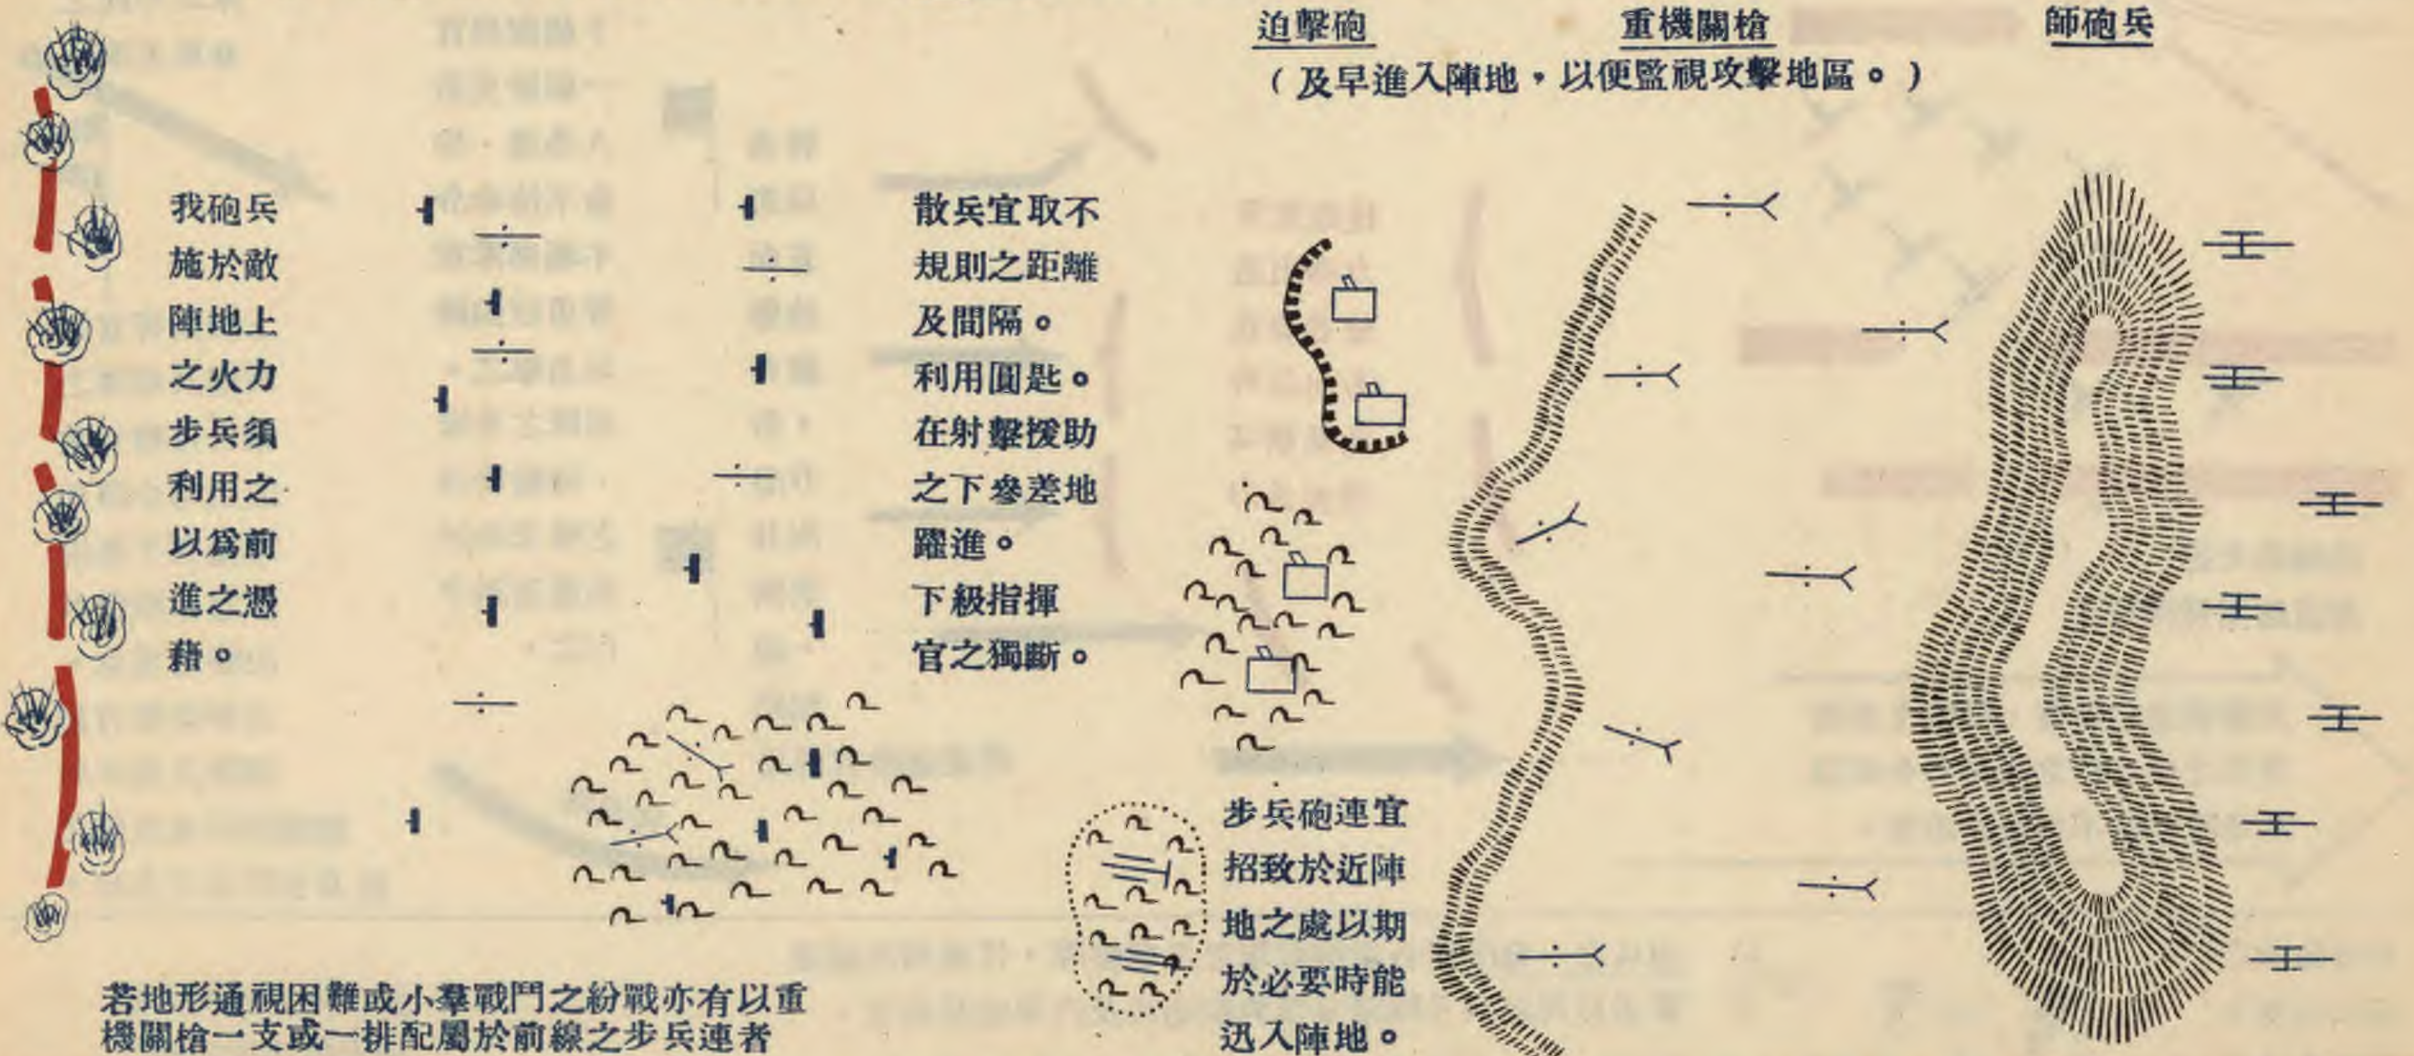 迫擊砲
重機關槍
師砲兵
(及早進入陣地，以便監視攻擊地區。)
我砲兵
施於敵
陣地上
之火力
步兵須
利用之
以爲前
進之憑
藉。
散兵宜取不
規則之距離
及間隔。
利用圓匙。
在射擊援助
之下參差地
躍進。
下級指揮
官之獨斷。
步兵砲連宜
招致於近陣
地之處以期
於必要時能
迅入陣地。
若地形通視困難或小羣戰鬥之紛戰亦有以重
機關槍一支或一排配屬於前線之步兵連者